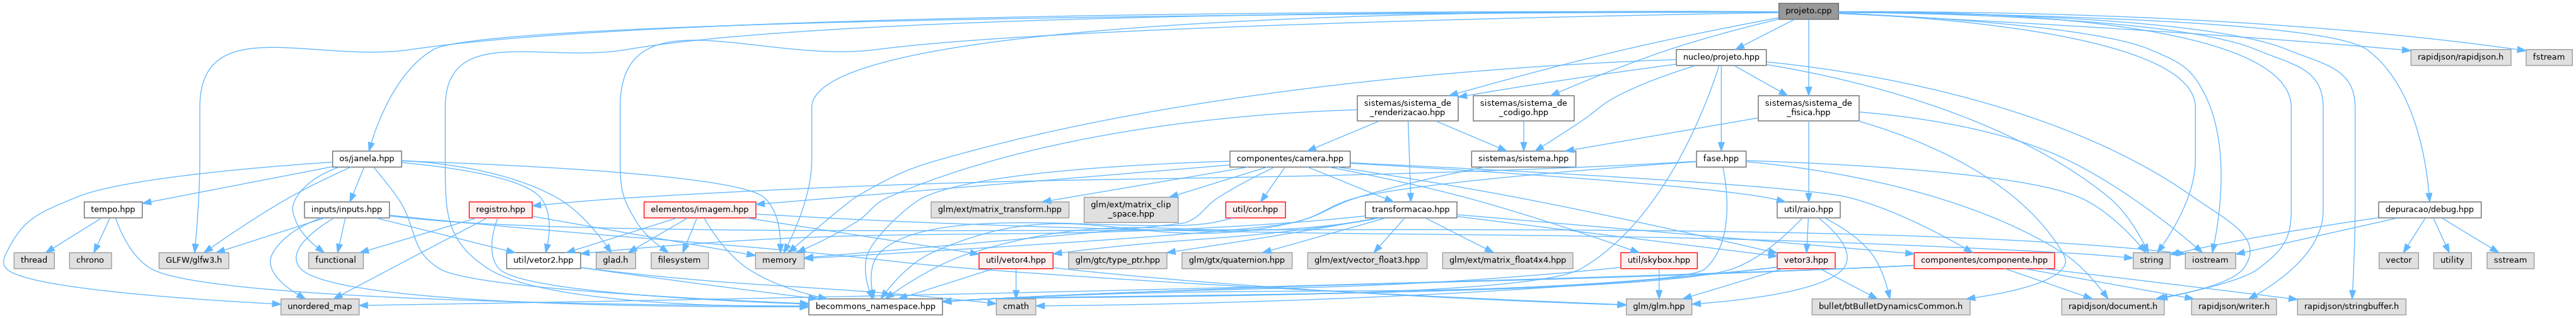 projeto.cpp
nucleo/projeto.hpp
rapidjson/rapidjson.h
fstream
sistemas/sistema_de
_renderizacao.hpp
sistemas/sistema_de
_codigo.hpp
sistemas/sistema_de
_fisica.hpp
os/janela.hpp
componentes/camera.hpp
sistemas/sistema.hpp
fase.hpp
tempo.hpp
inputs/inputs.hpp
registro.hpp
elementos/imagem.hpp
glm/ext/matrix_transform.hpp
glm/ext/matrix_clip
_space.hpp
util/cor.hpp
transformacao.hpp
util/raio.hpp
depuracao/debug.hpp
thread
chrono
GLFW/glfw3.h
functional
util/vetor2.hpp
glad.h
filesystem
memory
glm/gtc/type_ptr.hpp
util/vetor4.hpp
glm/gtx/quaternion.hpp
glm/ext/vector_float3.hpp
glm/ext/matrix_float4x4.hpp
util/skybox.hpp
vetor3.hpp
componentes/componente.hpp
string
iostream
vector
utility
sstream
unordered_map
becommons_namespace.hpp
cmath
glm/glm.hpp
bullet/btBulletDynamicsCommon.h
rapidjson/document.h
rapidjson/writer.h
rapidjson/stringbuffer.h